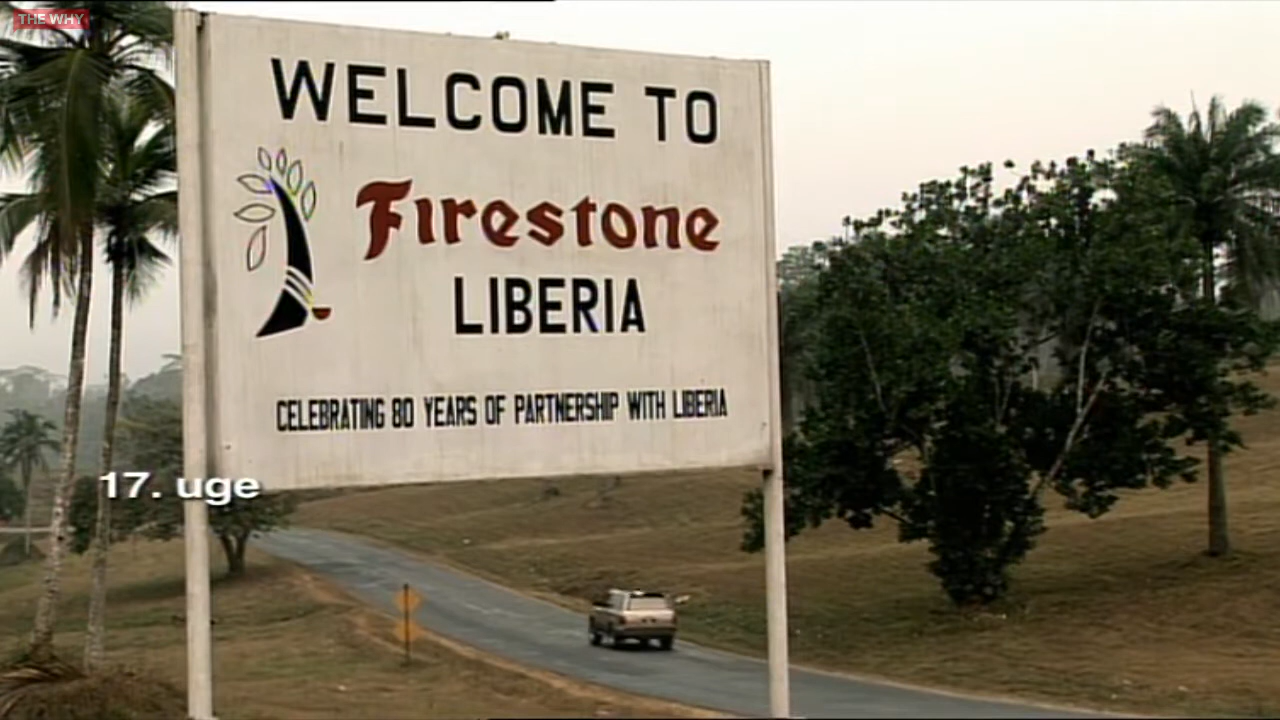 THE WHY
WELCOME TO
Firestone
LIBERIA
CELEBRATING 80 YEARS OF PARTNERSHIP WITH LIBERIA
17. uge